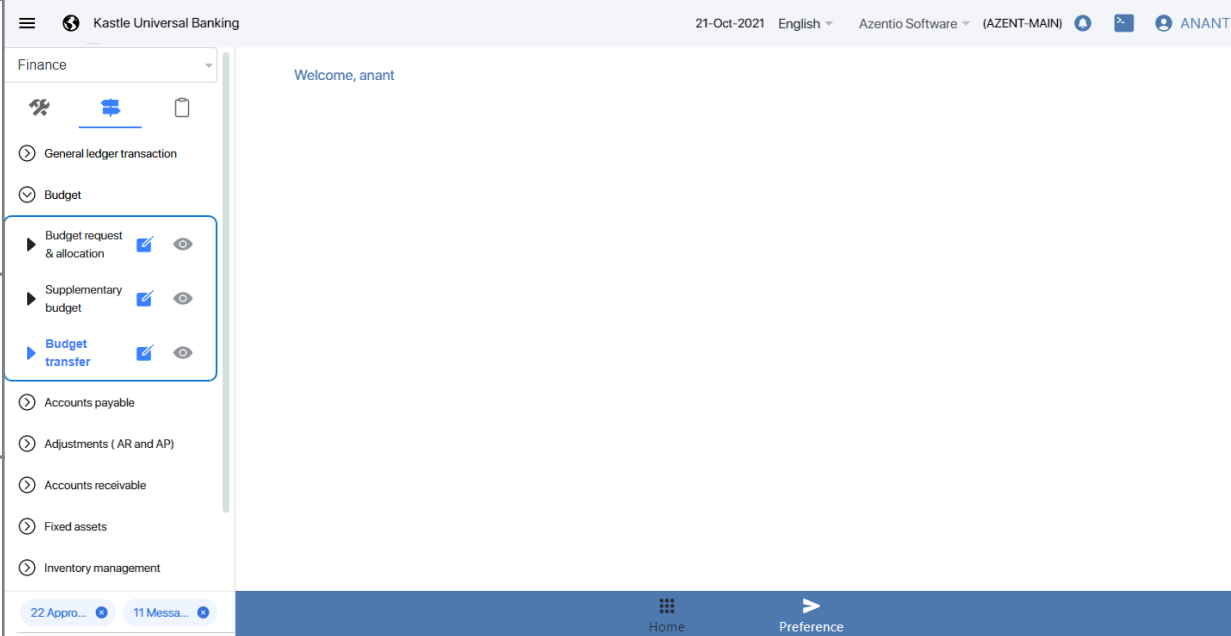 Kastle Universal Banking
21-Oct-2021 English Azentio Software (AZENT-MAIN) ANANT
Finance
Welcome, anant
General ledger transaction
Budget
Budget request
& allocation
Supplementary
budget
Budget
transfer
Accounts payable
Adjustments ( AR and AP)
Accounts receivable
Fixed assets
Inventory management
22 Appro... 11 Messa...
Home
Preference